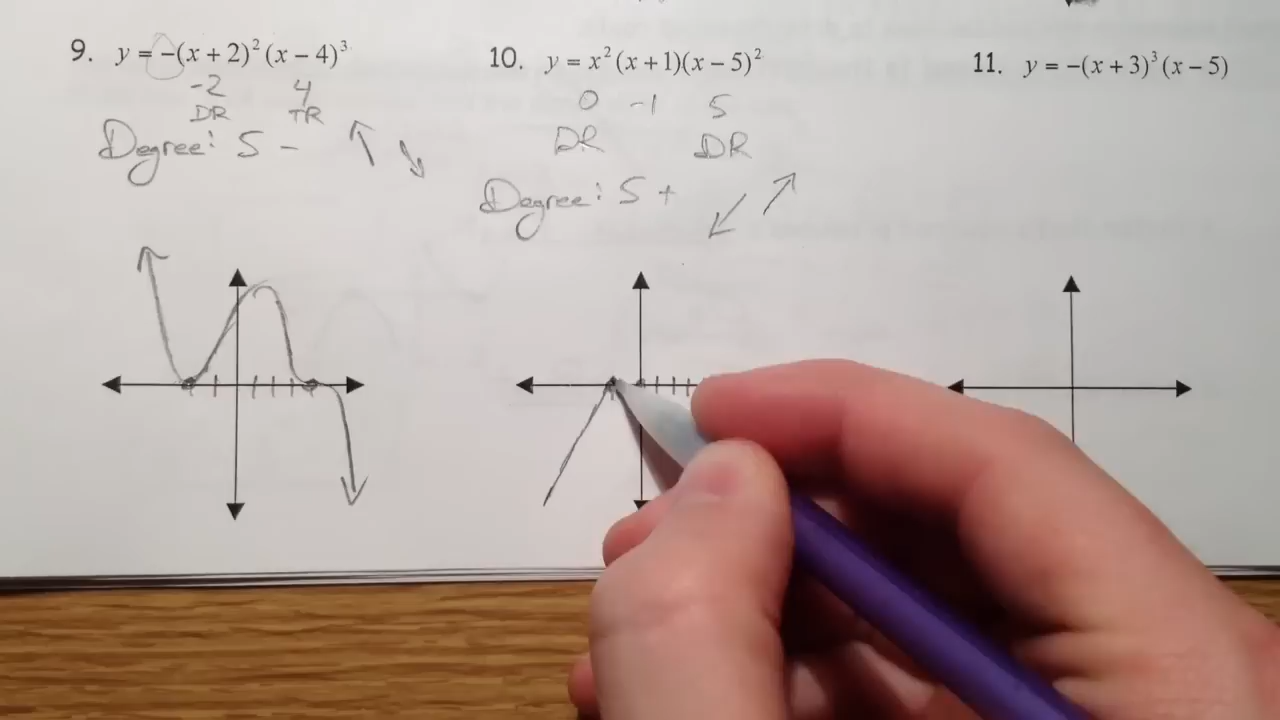 9. y = -(x + 2)² (x - 4)³
-2 4
DR TR
Degree: 5 -
10. y = x² (x + 1)(x - 5)²
0 -1 5
DR DR
Degree: 5 +
11. y = -(x + 3)³ (x - 5)